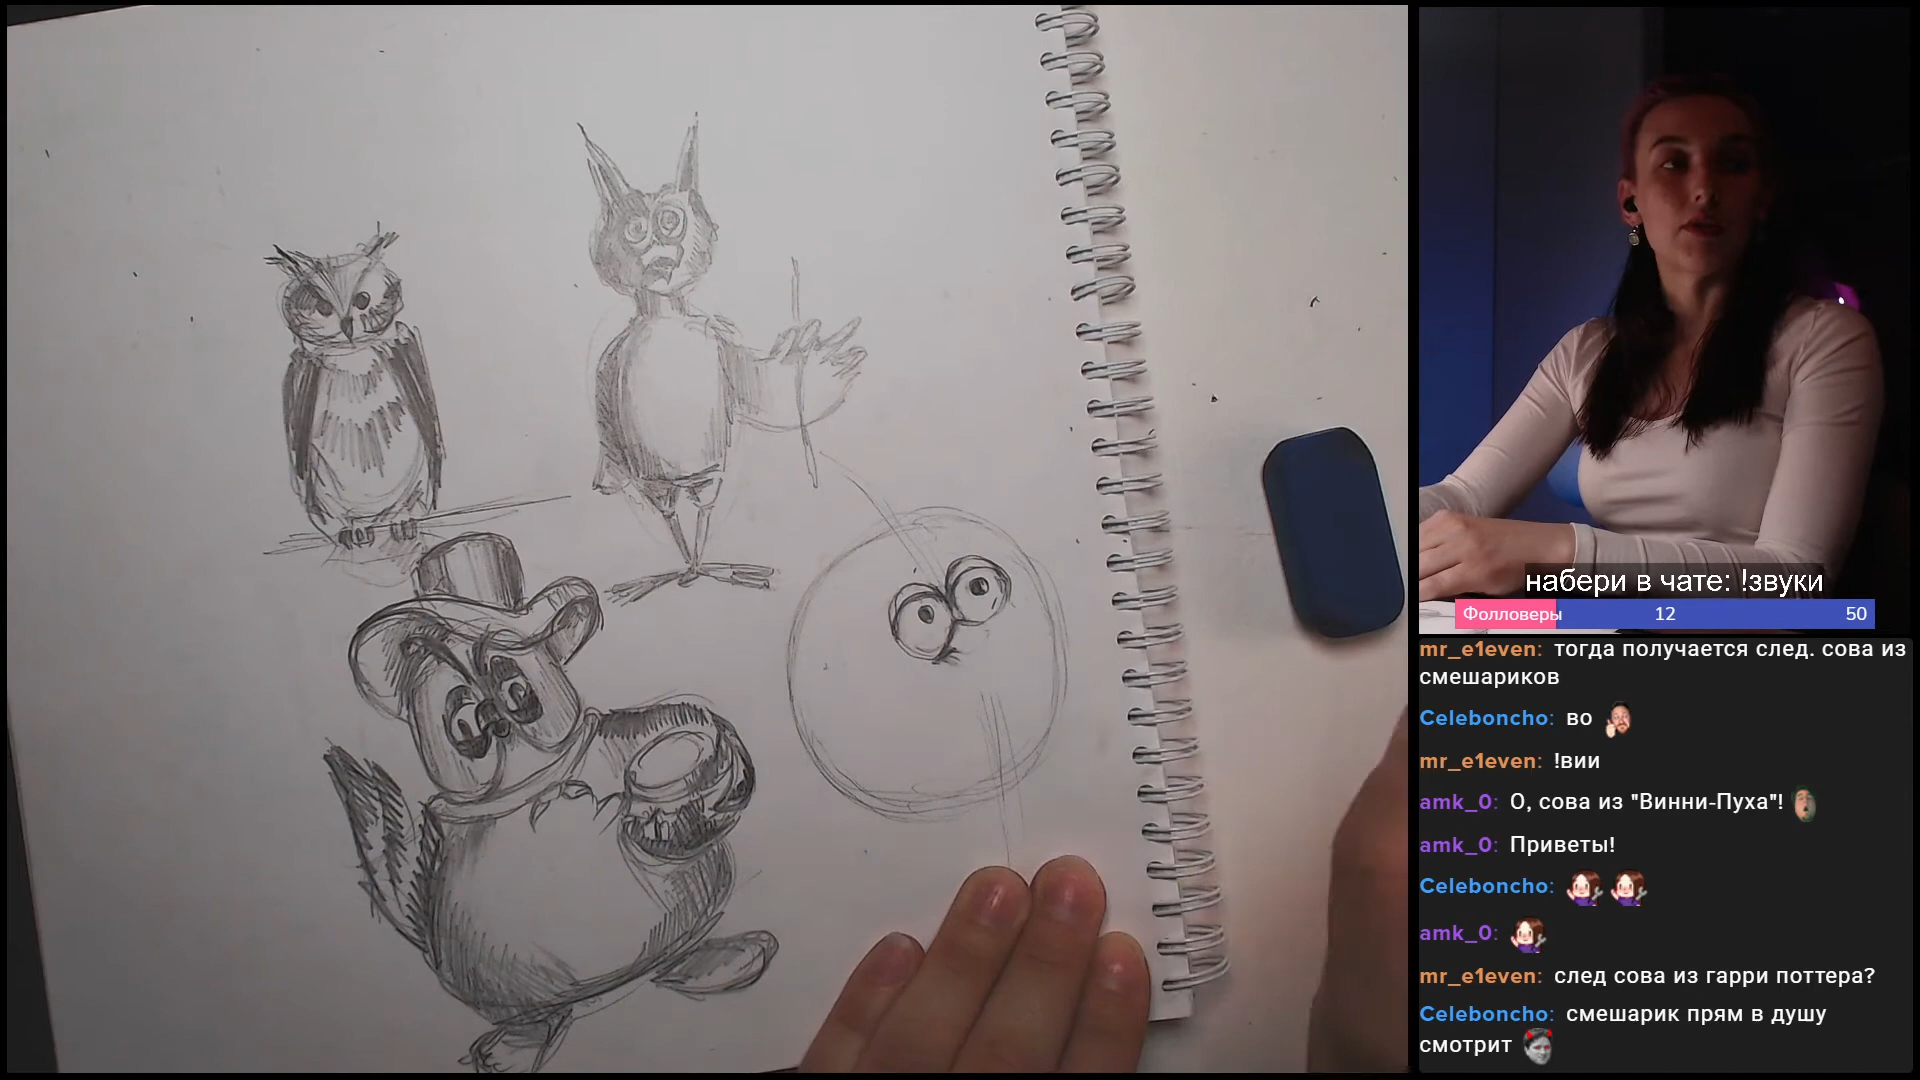 набери в чате: !звуки
Фолловеры 12 50
mr_e1even: тогда получается след. сова из
смешариков
Celeboncho: во
mr_e1even: !вии
amk_0: О, сова из "Винни-Пуха"!
amk_0: Приветы!
Celeboncho:
amk_0:
mr_e1even: след сова из гарри поттера?
Celeboncho: смешарик прям в душу
смотрит